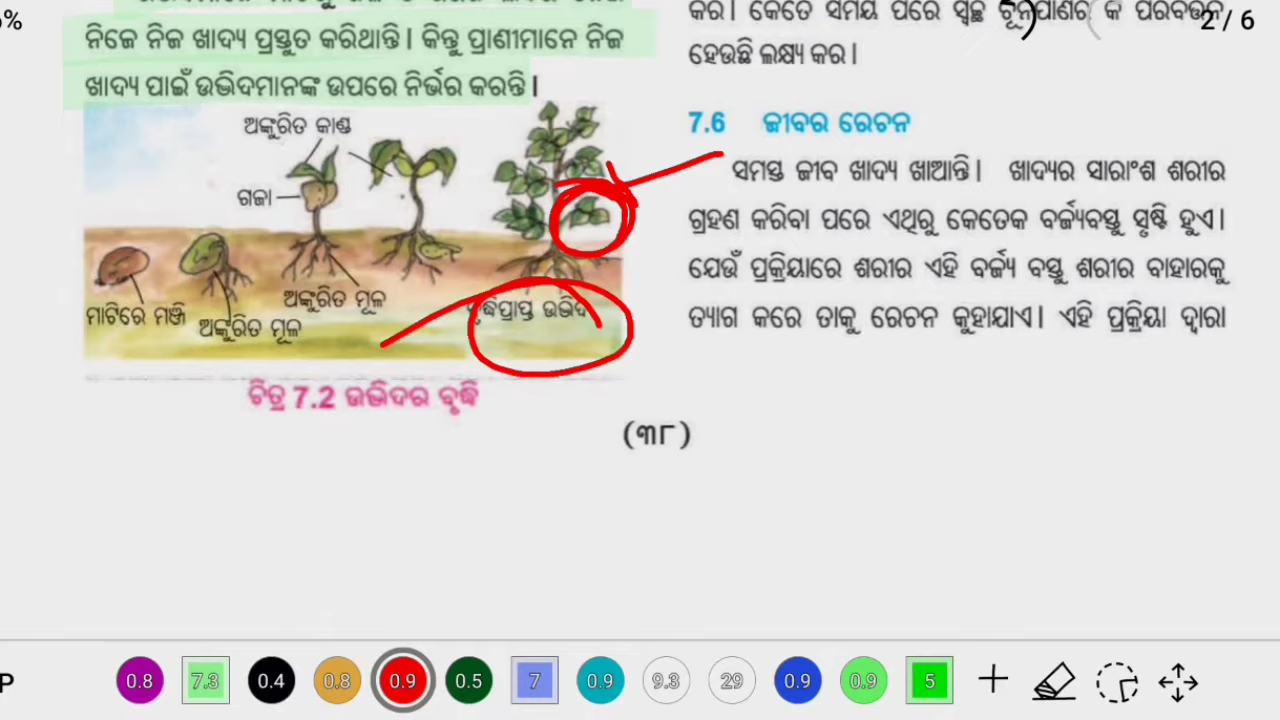 ନିଜେ ନିଜ ଖାଦ୍ୟ ପ୍ରସ୍ତୁତ କରିଥାନ୍ତି। କିନ୍ତୁ ପ୍ରାଣୀମାନେ ନିଜ
ଖାଦ୍ୟ ପାଇଁ ଉଦ୍ଭିଦମାନଙ୍କ ଉପରେ ନିର୍ଭର କରନ୍ତି।
ଅଙ୍କୁରିତ କାଣ୍ଡ
ଗଜା
ମାଟିରେ ମଞ୍ଜି
ଅଙ୍କୁରିତ ମୂଳ
ଅଙ୍କୁରିତ ମୂଳ
ବୃଦ୍ଧିପ୍ରାପ୍ତ ଉଦ୍ଭିଦ
ଚିତ୍ର 7.2 ଉଦ୍ଭିଦର ବୃଦ୍ଧି
କର। କେତେ ସମୟ ପରେ ସ୍ୱଚ୍ଛ
2 / 6
ହେଉଛି ଲକ୍ଷ୍ୟ କର।
7.6 ଜୀବର ରେଚନ
ସମସ୍ତ ଜୀବ ଖାଦ୍ୟ ଖାଆନ୍ତି। ଖାଦ୍ୟର ସାରାଂଶ ଶରୀର
ଗ୍ରହଣ କରିବା ପରେ ଏଥିରୁ କେତେକ ବର୍ଜ୍ୟବସ୍ତୁ ସୃଷ୍ଟି ହୁଏ।
ଯେଉଁ ପ୍ରକ୍ରିୟାରେ ଶରୀର ଏହି ବର୍ଜ୍ୟ ବସ୍ତୁ ଶରୀର ବାହାରକୁ
ତ୍ୟାଗ କରେ ତାକୁ ରେଚନ କୁହାଯାଏ। ଏହି ପ୍ରକ୍ରିୟା ଦ୍ୱାରା
(୩୮)
P 0.8 7.3 0.4 0.8 0.9 0.5 7 0.9 9.3 29 0.9 0.9 5